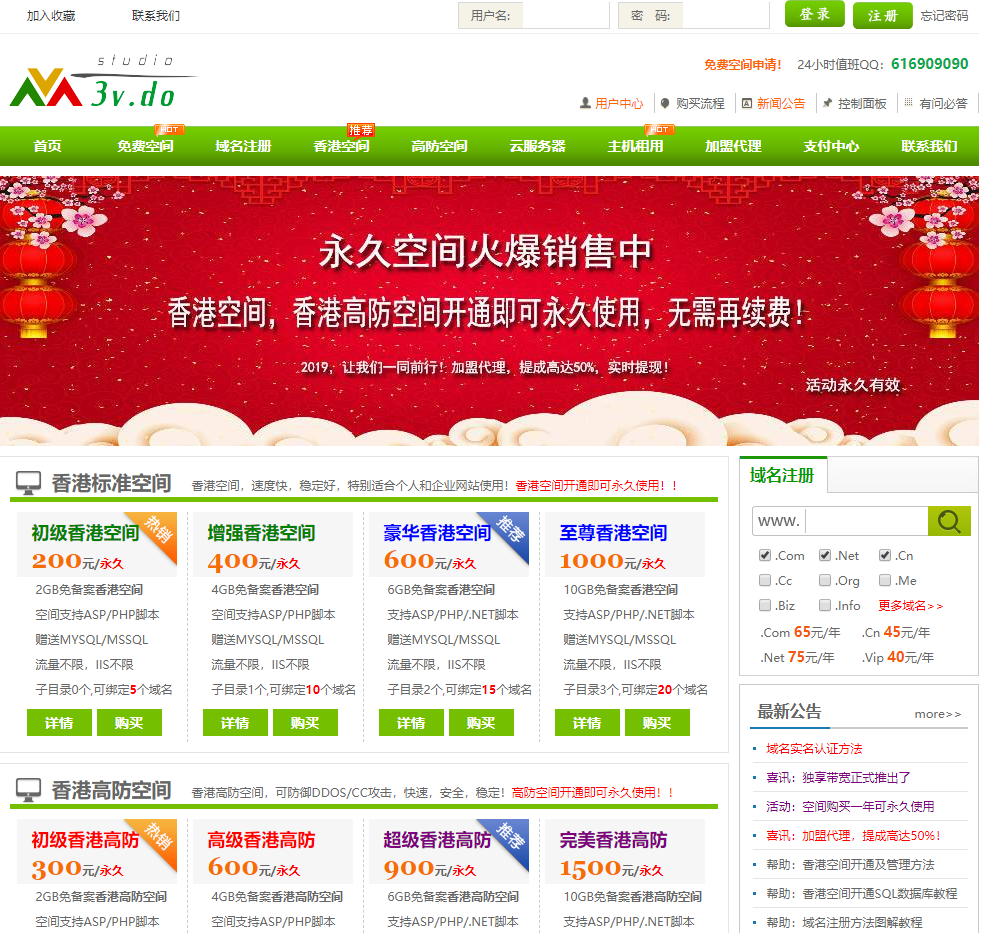 加入收藏 联系我们 用户名: 密 码: 登 录 注 册 忘记密码
studio
3v.do
免费空间申请! 24小时值班QQ: 616909090
用户中心 购买流程 新闻公告 控制面板 有问必答
HOT 推荐 HOT
首页 免费空间 域名注册 香港空间 高防空间 云服务器 主机租用 加盟代理 支付中心 联系我们
永久空间火爆销售中
香港空间，香港高防空间开通即可永久使用，无需再续费！
2019，让我们一同前行！加盟代理，提成高达50%，实时提现！
活动永久有效
香港标准空间 香港空间，速度快，稳定好，特别适合个人和企业网站使用！香港空间开通即可永久使用！！
初级香港空间 热销 增强香港空间 豪华香港空间 推荐 至尊香港空间
200元/永久 400元/永久 600元/永久 1000元/永久
2GB免备案香港空间 4GB免备案香港空间 6GB免备案香港空间 10GB免备案香港空间
空间支持ASP/PHP脚本 空间支持ASP/PHP脚本 支持ASP/PHP/.NET脚本 支持ASP/PHP/.NET脚本
赠送MYSQL/MSSQL 赠送MYSQL/MSSQL 赠送MYSQL/MSSQL 赠送MYSQL/MSSQL
流量不限，IIS不限 流量不限，IIS不限 流量不限，IIS不限 流量不限，IIS不限
子目录0个,可绑定5个域名 子目录1个,可绑定10个域名 子目录2个,可绑定15个域名 子目录3个,可绑定20个域名
详情 购买 详情 购买 详情 购买 详情 购买
香港高防空间 香港高防空间，可防御DDOS/CC攻击，快速，安全，稳定！高防空间开通即可永久使用！！
初级香港高防 热销 高级香港高防 超级香港高防 推荐 完美香港高防
300元/永久 600元/永久 900元/永久 1500元/永久
2GB免备案香港高防空间 4GB免备案香港高防空间 6GB免备案香港高防空间 10GB免备案香港高防空间
空间支持ASP/PHP脚本 空间支持ASP/PHP脚本 支持ASP/PHP/.NET脚本 支持ASP/PHP/.NET脚本
域名注册
www.
.Com .Net .Cn
.Cc .Org .Me
.Biz .Info 更多域名>>
.Com 65元/年 .Cn 45元/年
.Net 75元/年 .Vip 40元/年
最新公告 more>>
域名实名认证方法
喜讯：独享带宽正式推出了
活动：空间购买一年可永久使用
喜讯：加盟代理，提成高达50%!
帮助：香港空间开通及管理方法
帮助：香港空间开通SQL数据库教程
帮助：域名注册方法图解教程